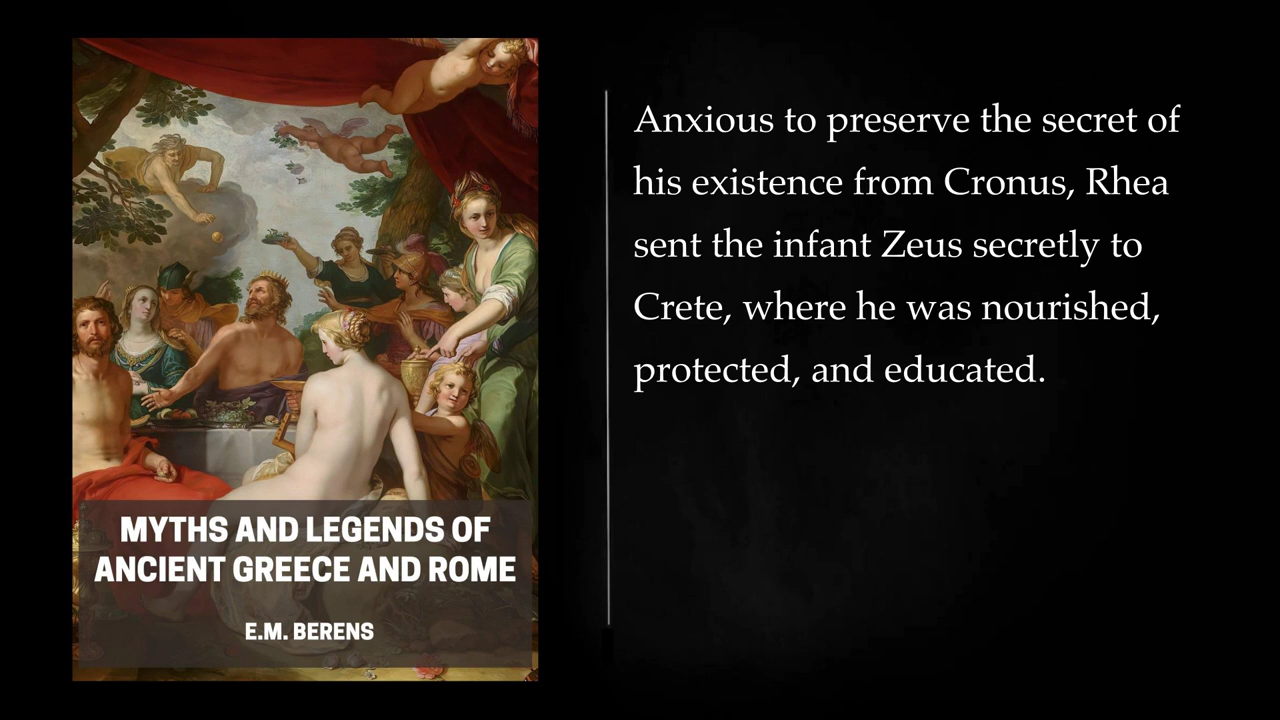 MYTHS AND LEGENDS OF
ANCIENT GREECE AND ROME
E.M. BERENS
Anxious to preserve the secret of
his existence from Cronus, Rhea
sent the infant Zeus secretly to
Crete, where he was nourished,
protected, and educated.